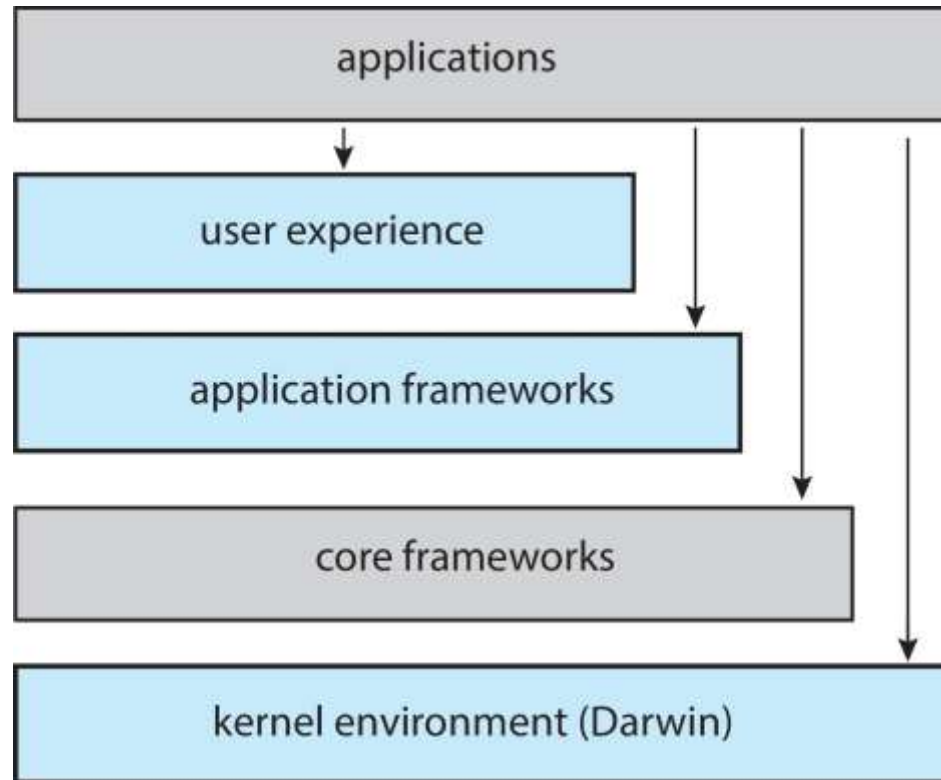 applications
user experience
application frameworks
core frameworks
kernel environment (Darwin)